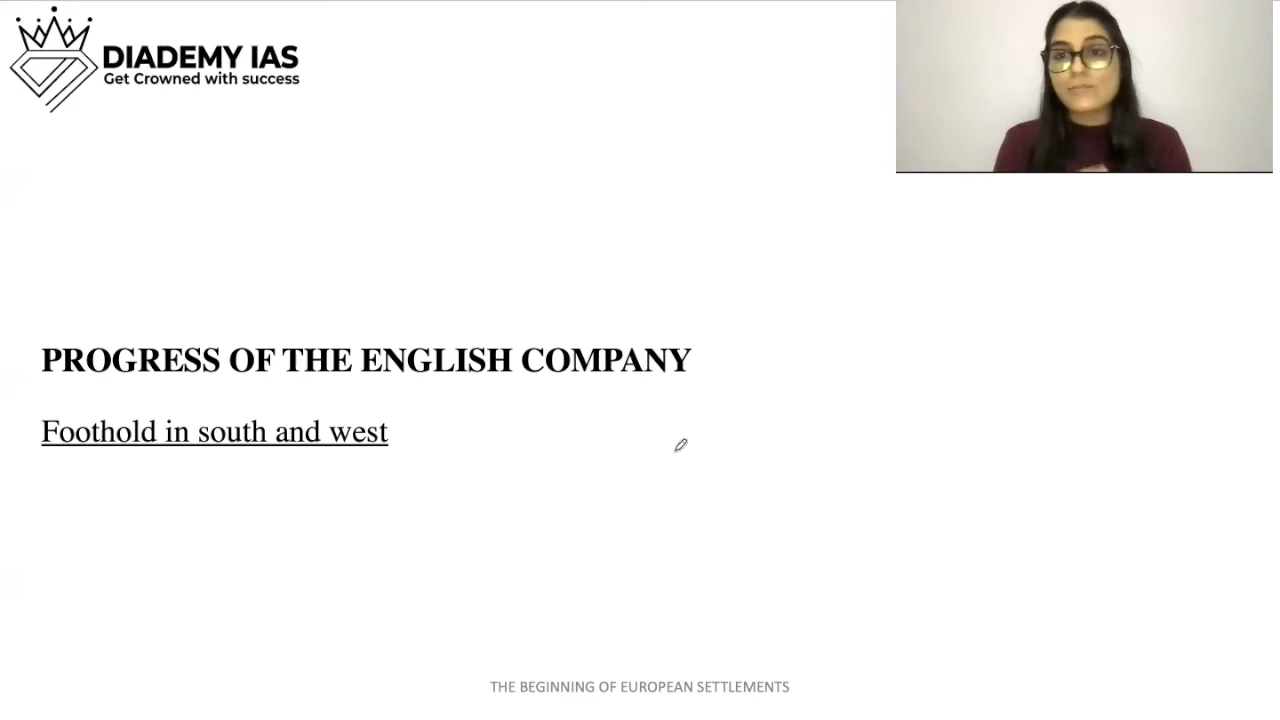 DIADEMY IAS
Get Crowned with success
PROGRESS OF THE ENGLISH COMPANY
Foothold in south and west
THE BEGINNING OF EUROPEAN SETTLEMENTS